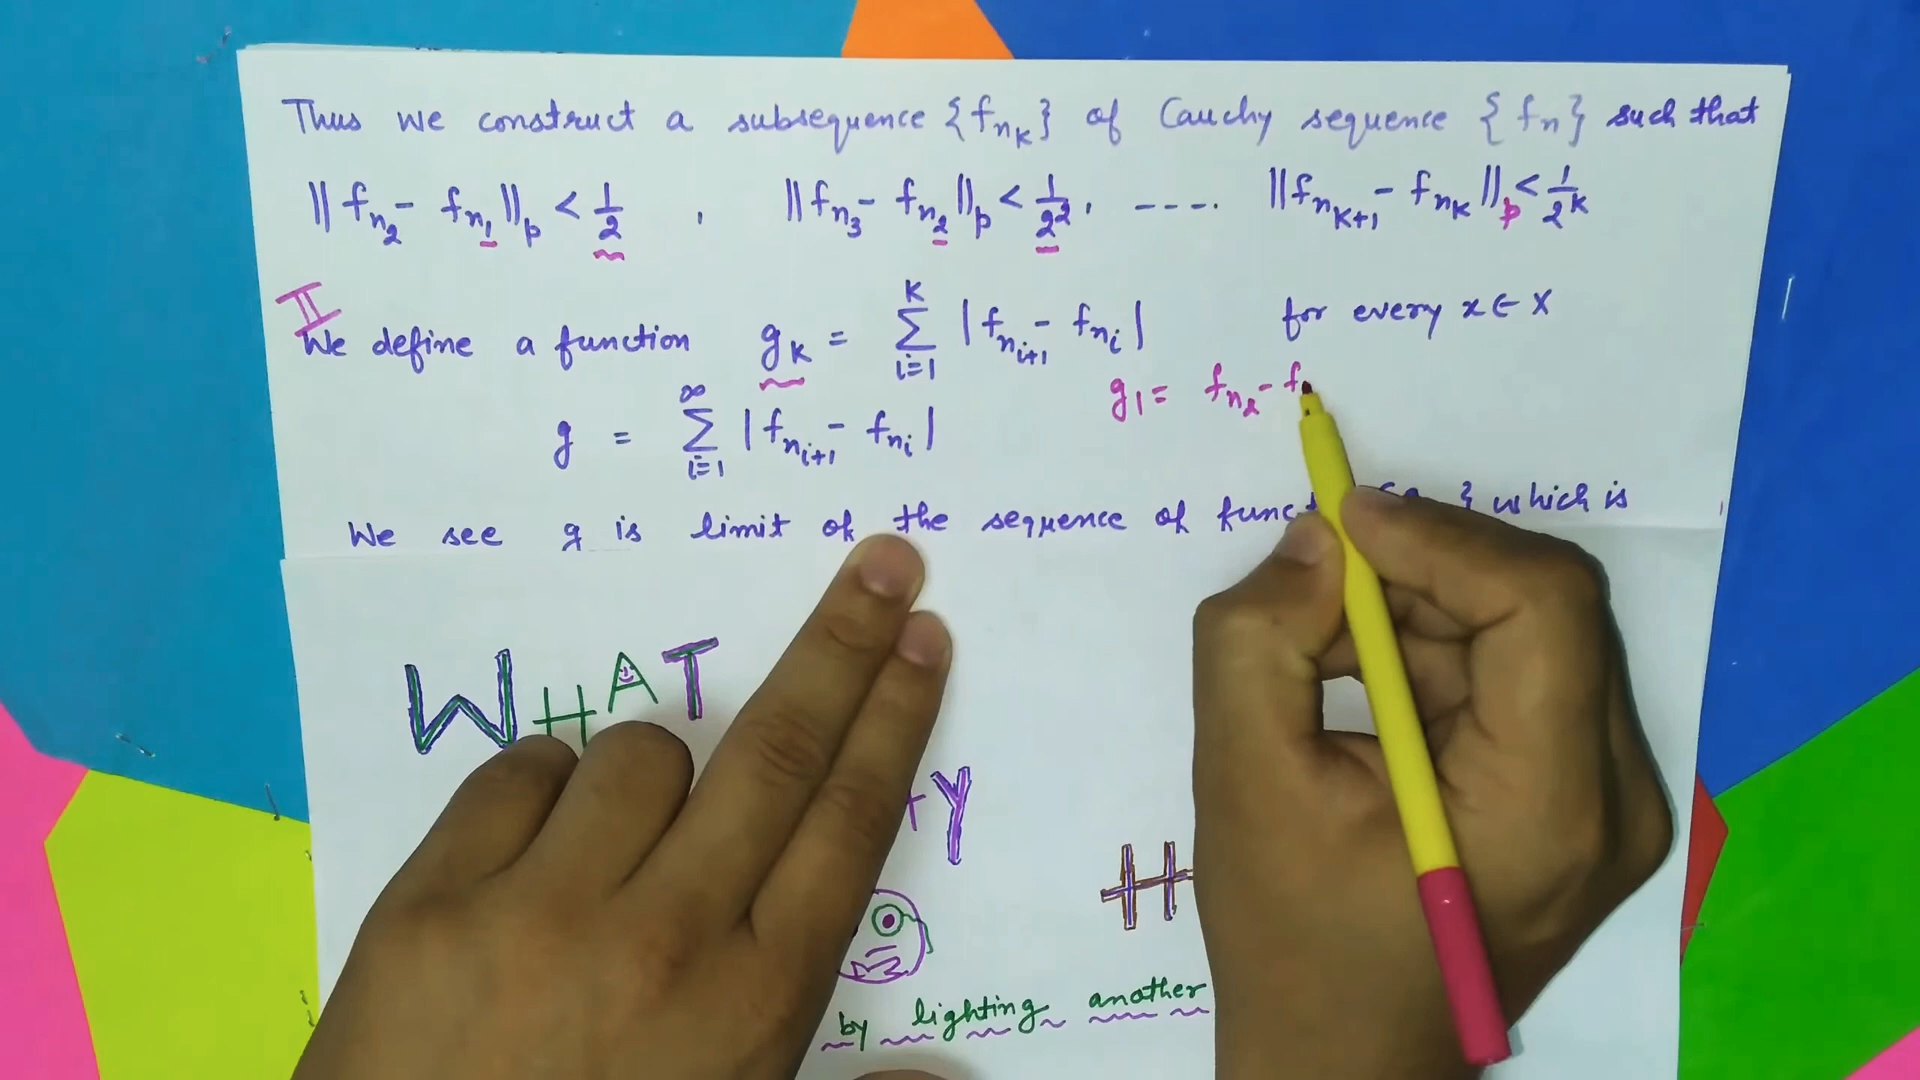 Thus we construct a subsequence {f_{n_k}} of Cauchy sequence {f_n} such that
||f_{n_2} - f_{n_1}||_p < 1/2 , ||f_{n_3} - f_{n_2}||_p < 1/2^2, ----. ||f_{n_{k+1}} - f_{n_k}||_p < 1/2^k
II
We define a function g_k = Σ_{i=1}^{k} |f_{n_{i+1}} - f_{n_i}| for every x ∈ X
g_1 = f_{n_2} - f
g = Σ_{i=1}^{∞} |f_{n_{i+1}} - f_{n_i}|
We see g is limit of the sequence of which is
WHAT
by lighting another